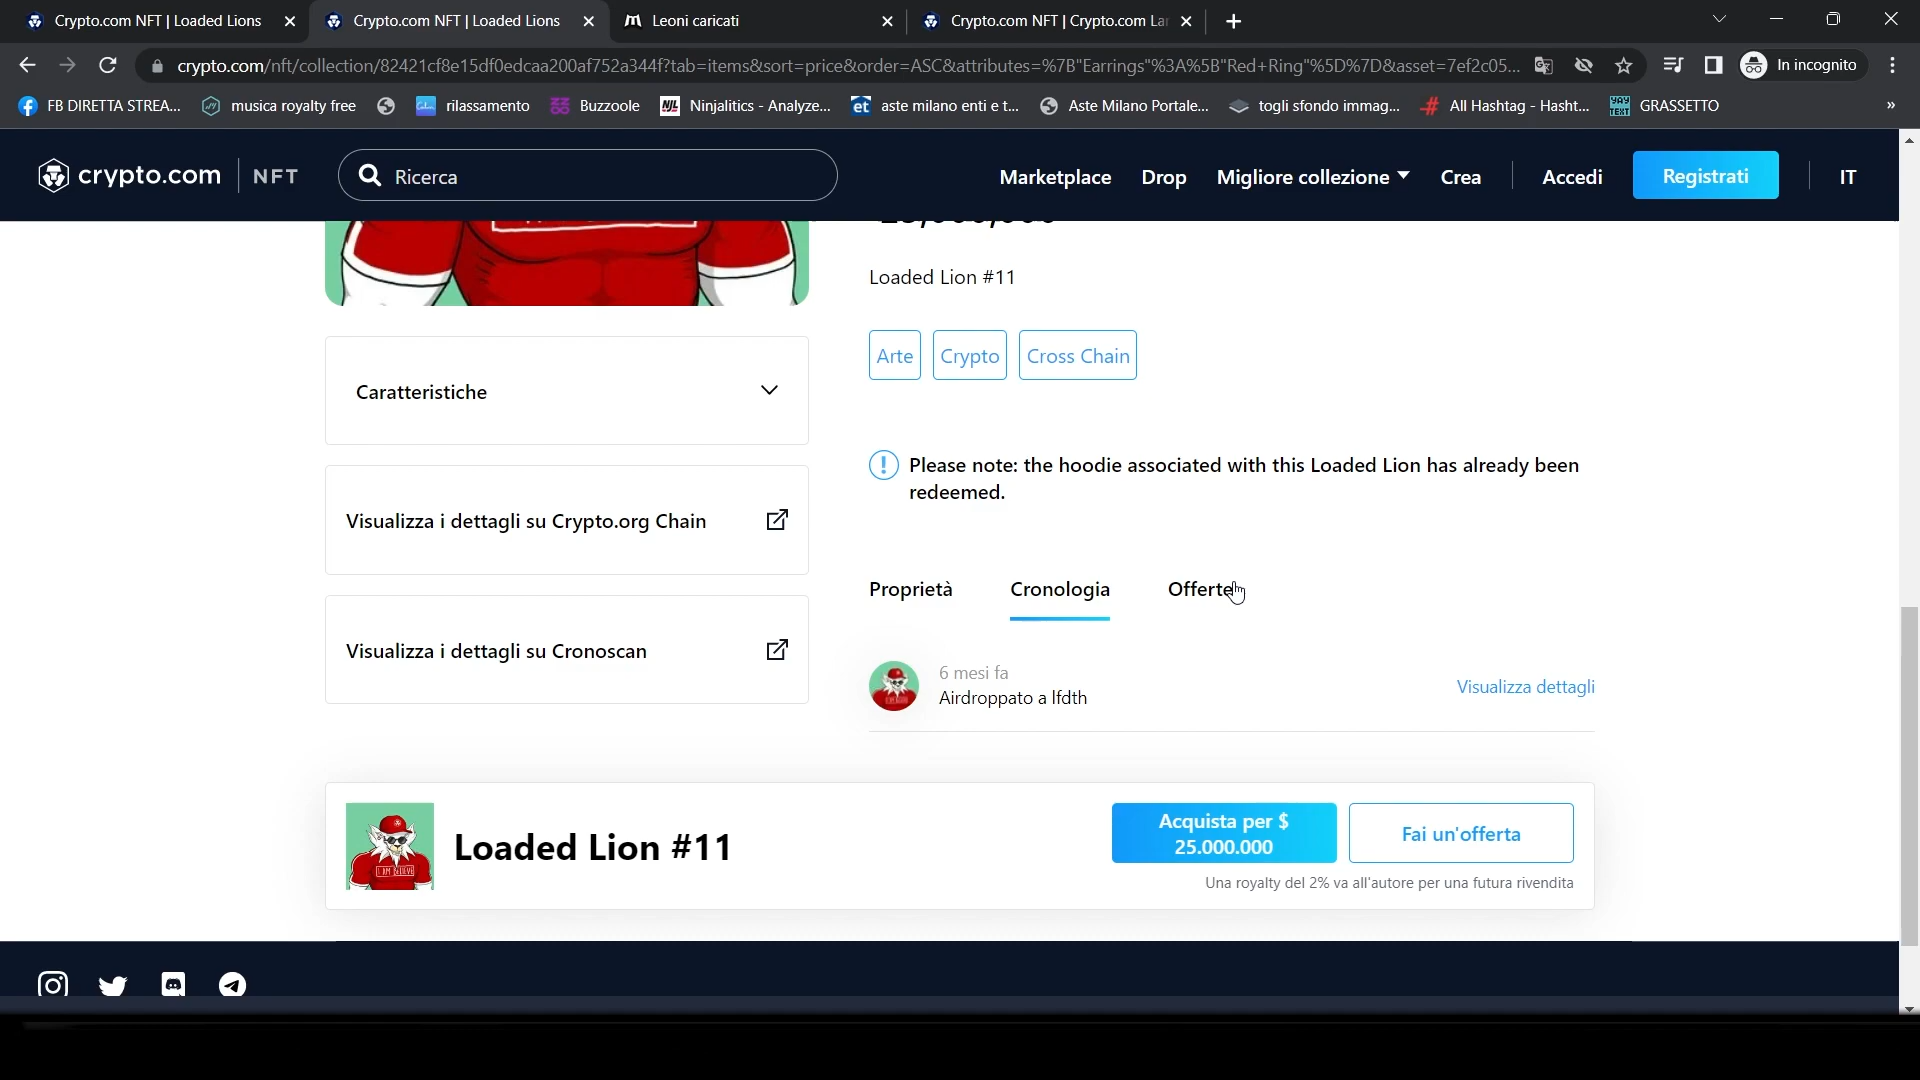 Crypto.com NFT | Loaded Lions
Crypto.com NFT | Loaded Lions
Leoni caricati
Crypto.com NFT | Crypto.com Lar
crypto.com/nft/collection/82421cf8e15df0edcaa200af752a344f?tab=items&sort=price&order=ASC&attributes=%7B"Earrings"%3A%5B"Red+Ring"%5D%7D&asset=7ef2c05...
In incognito
FB DIRETTA STREA...
musica royalty free
rilassamento
Buzzoole
Ninjalitics - Analyze...
aste milano enti e t...
Aste Milano Portale...
togli sfondo immag...
All Hashtag - Hasht...
GRASSETTO
»
crypto.com | NFT
Ricerca
Marketplace
Drop
Migliore collezione
Crea
Accedi
Registrati
IT
Loaded Lion #11
Arte
Crypto
Cross Chain
Caratteristiche
Please note: the hoodie associated with this Loaded Lion has already been
redeemed.
Visualizza i dettagli su Crypto.org Chain
Proprietà
Cronologia
Offerte
Visualizza i dettagli su Cronoscan
6 mesi fa
Airdroppato a lfdth
Visualizza dettagli
I AM BELIEVE
Loaded Lion #11
Acquista per $
25.000.000
Fai un'offerta
Una royalty del 2% va all'autore per una futura rivendita